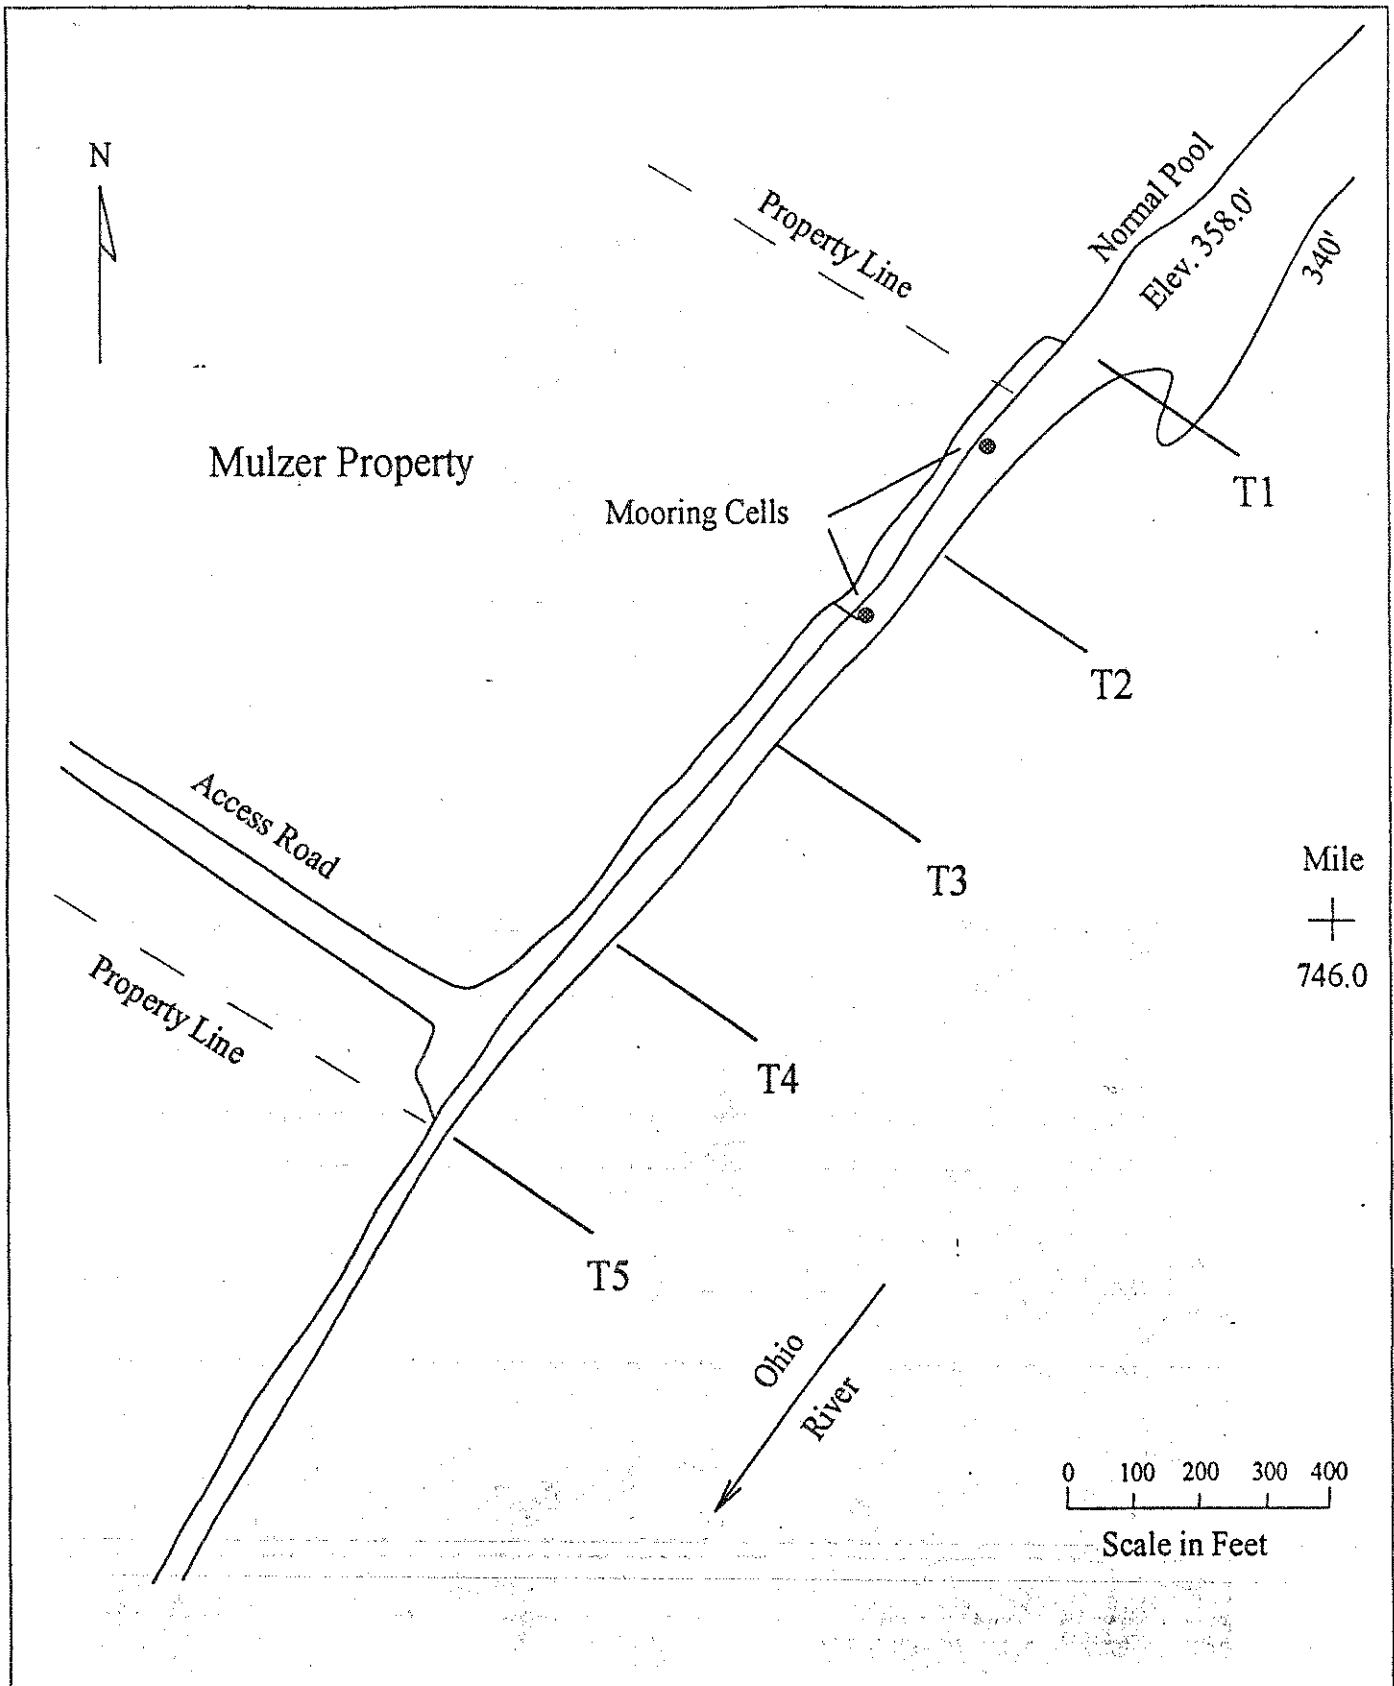 N
Normal Pool
Elev. 358.0'
340'
Property Line
Mulzer Property
Mooring Cells
T1
T2
T3
Access Road
Mile
746.0
Property Line
T4
T5
Ohio
River
0 100 200 300 400
Scale in Feet